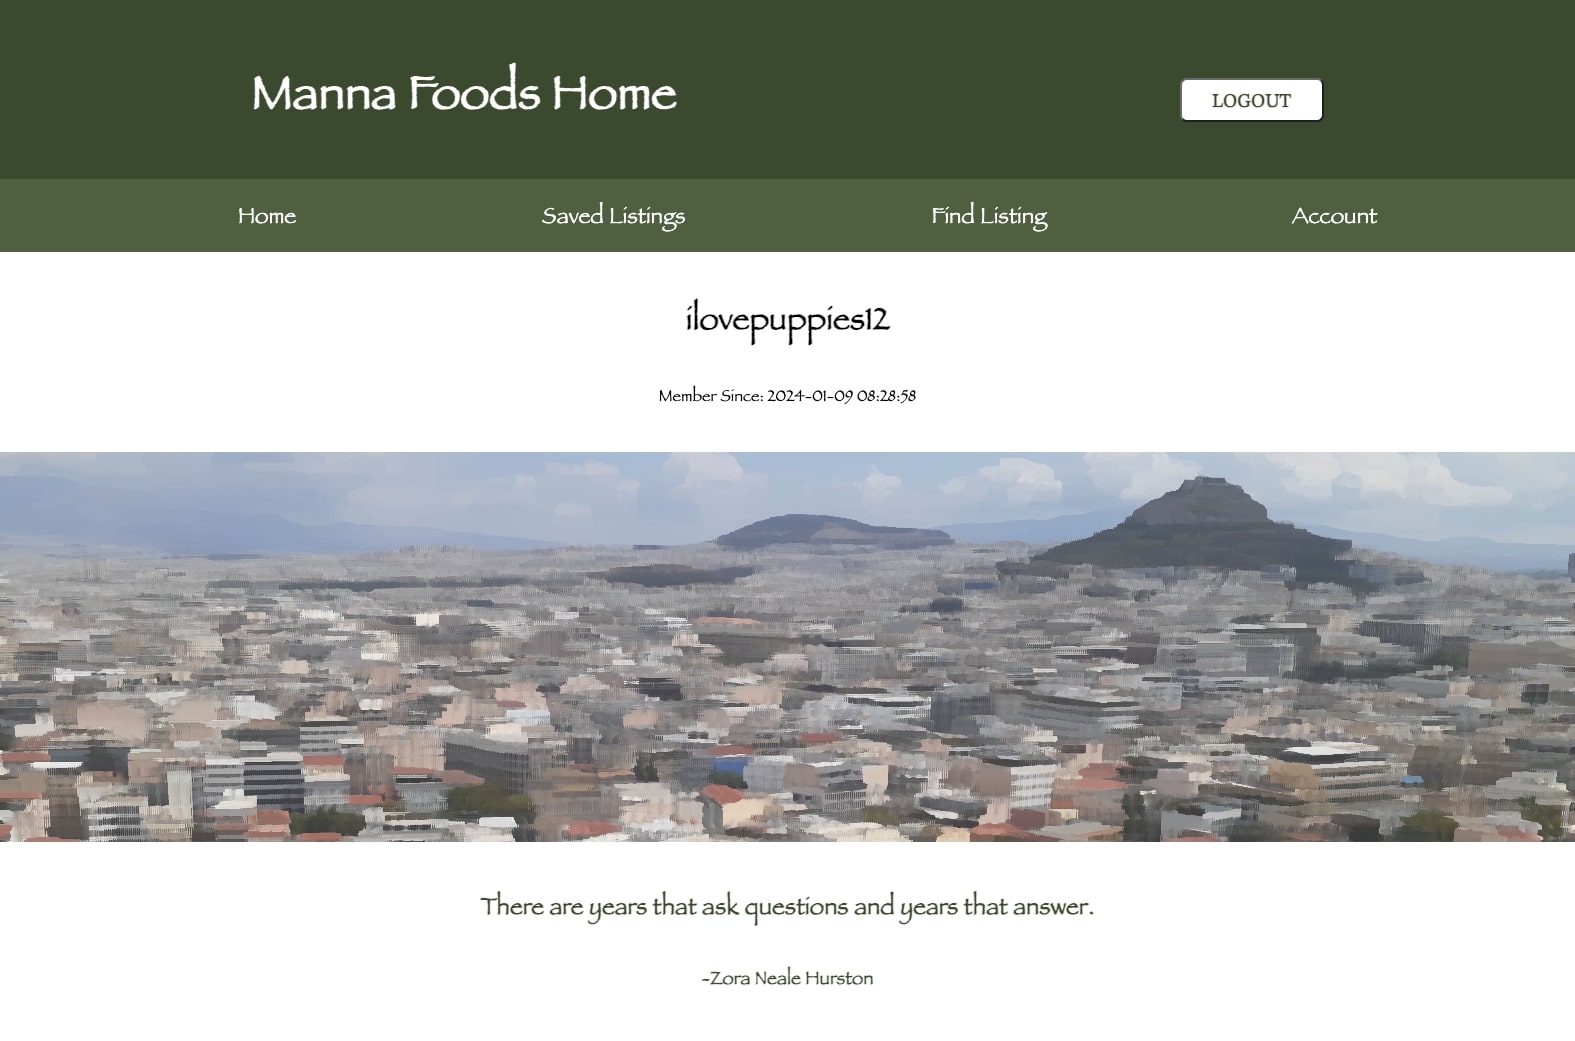 Manna Foods Home
LOGOUT
Home
Saved Listings
Find Listing
Account
ilovepuppies12
Member Since: 2024-01-09 08:28:58
There are years that ask questions and years that answer.
-Zora Neale Hurston